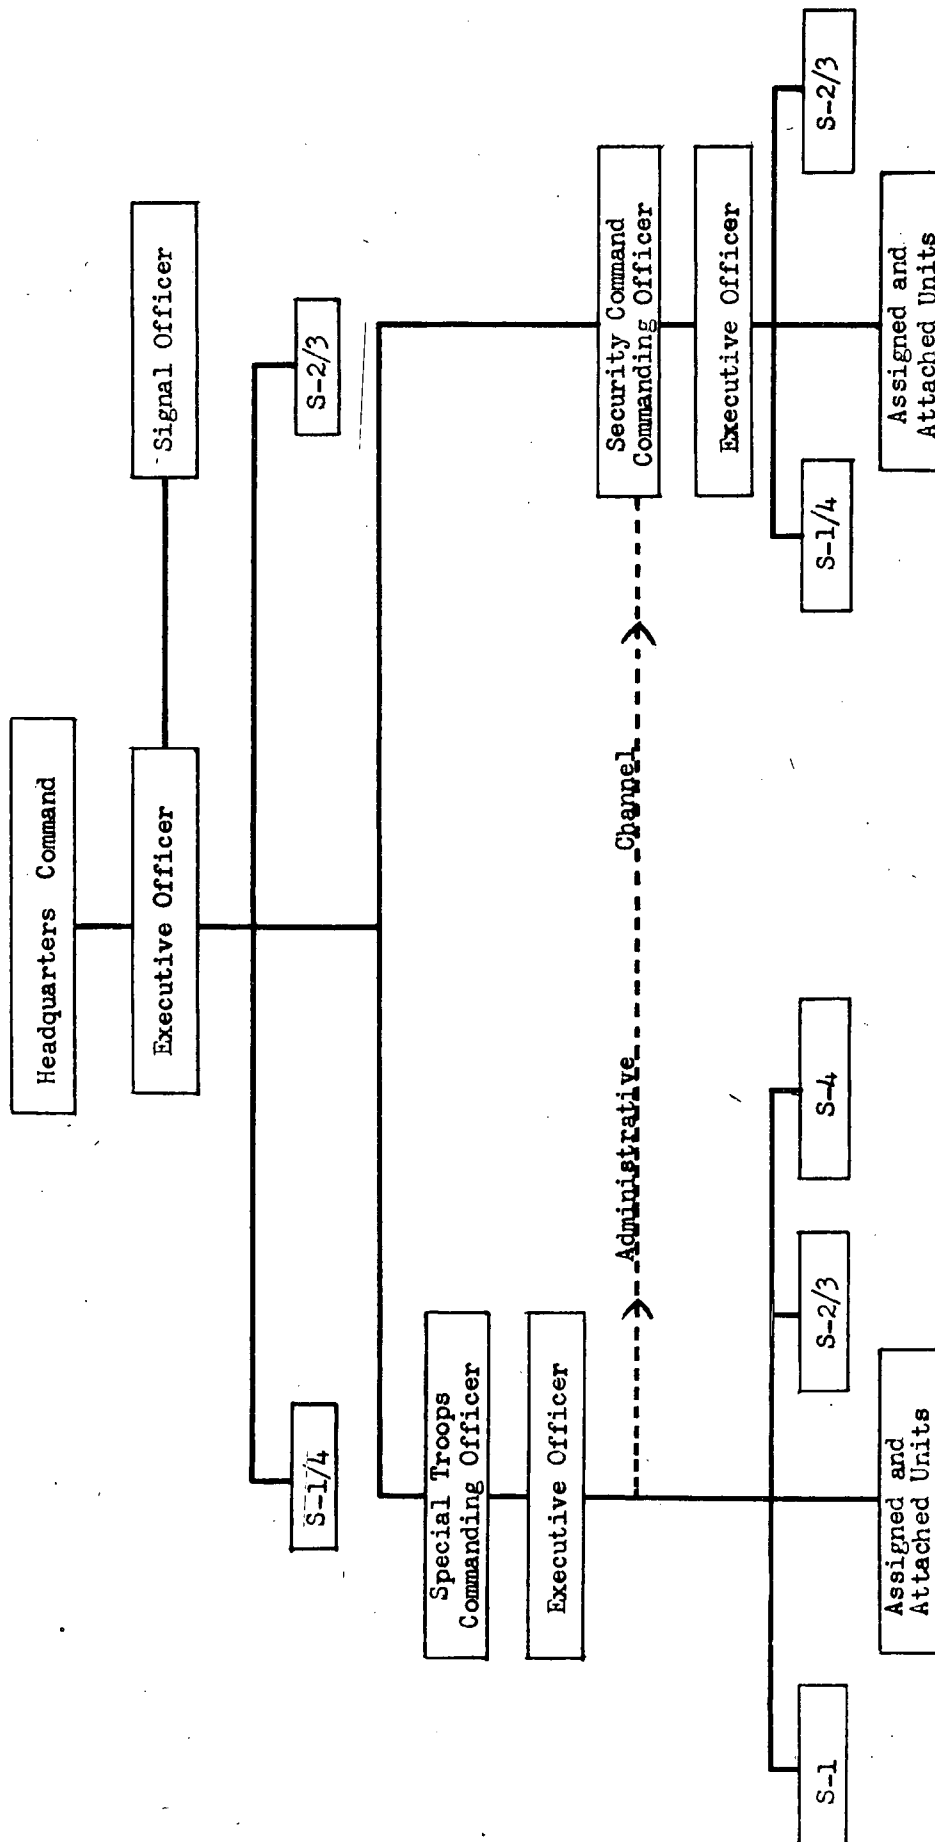 Headquarters Command
Executive Officer
Signal Officer
S-1/4
S-2/3
Special Troops
Commanding Officer
Executive Officer
Administrative
Channel
Security Command
Commanding Officer
Executive Officer
S-1
S-2/3
S-4
Assigned and
Attached Units
S-1/4
S-2/3
Assigned and
Attached Units